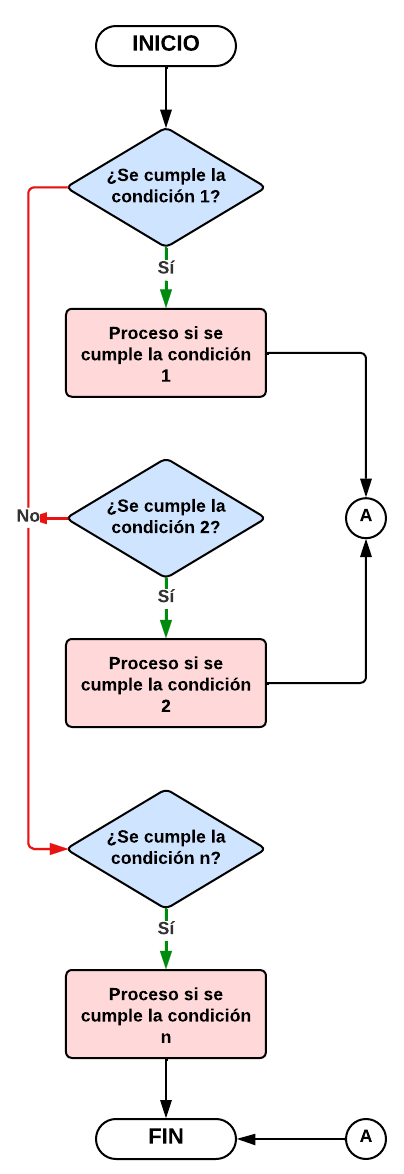 INICIO
¿Se cumple la
condición 1?
Sí
Proceso si se
cumple la condición
1
¿Se cumple la
condición 2?
No
A
Sí
Proceso si se
cumple la condición
2
¿Se cumple la
condición n?
Sí
Proceso si se
cumple la condición
n
FIN
A